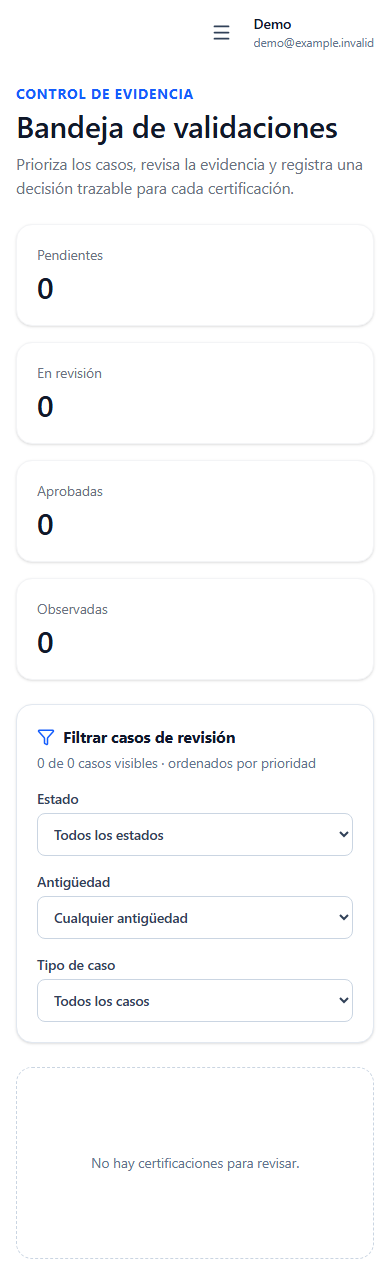 Demo
demo@example.invalid
CONTROL DE EVIDENCIA
Bandeja de validaciones
Prioriza los casos, revisa la evidencia y registra una
decisión trazable para cada certificación.
Pendientes
0
En revisión
0
Aprobadas
0
Observadas
0
Filtrar casos de revisión
0 de 0 casos visibles · ordenados por prioridad
Estado
Todos los estados
Antigüedad
Cualquier antigüedad
Tipo de caso
Todos los casos
No hay certificaciones para revisar.